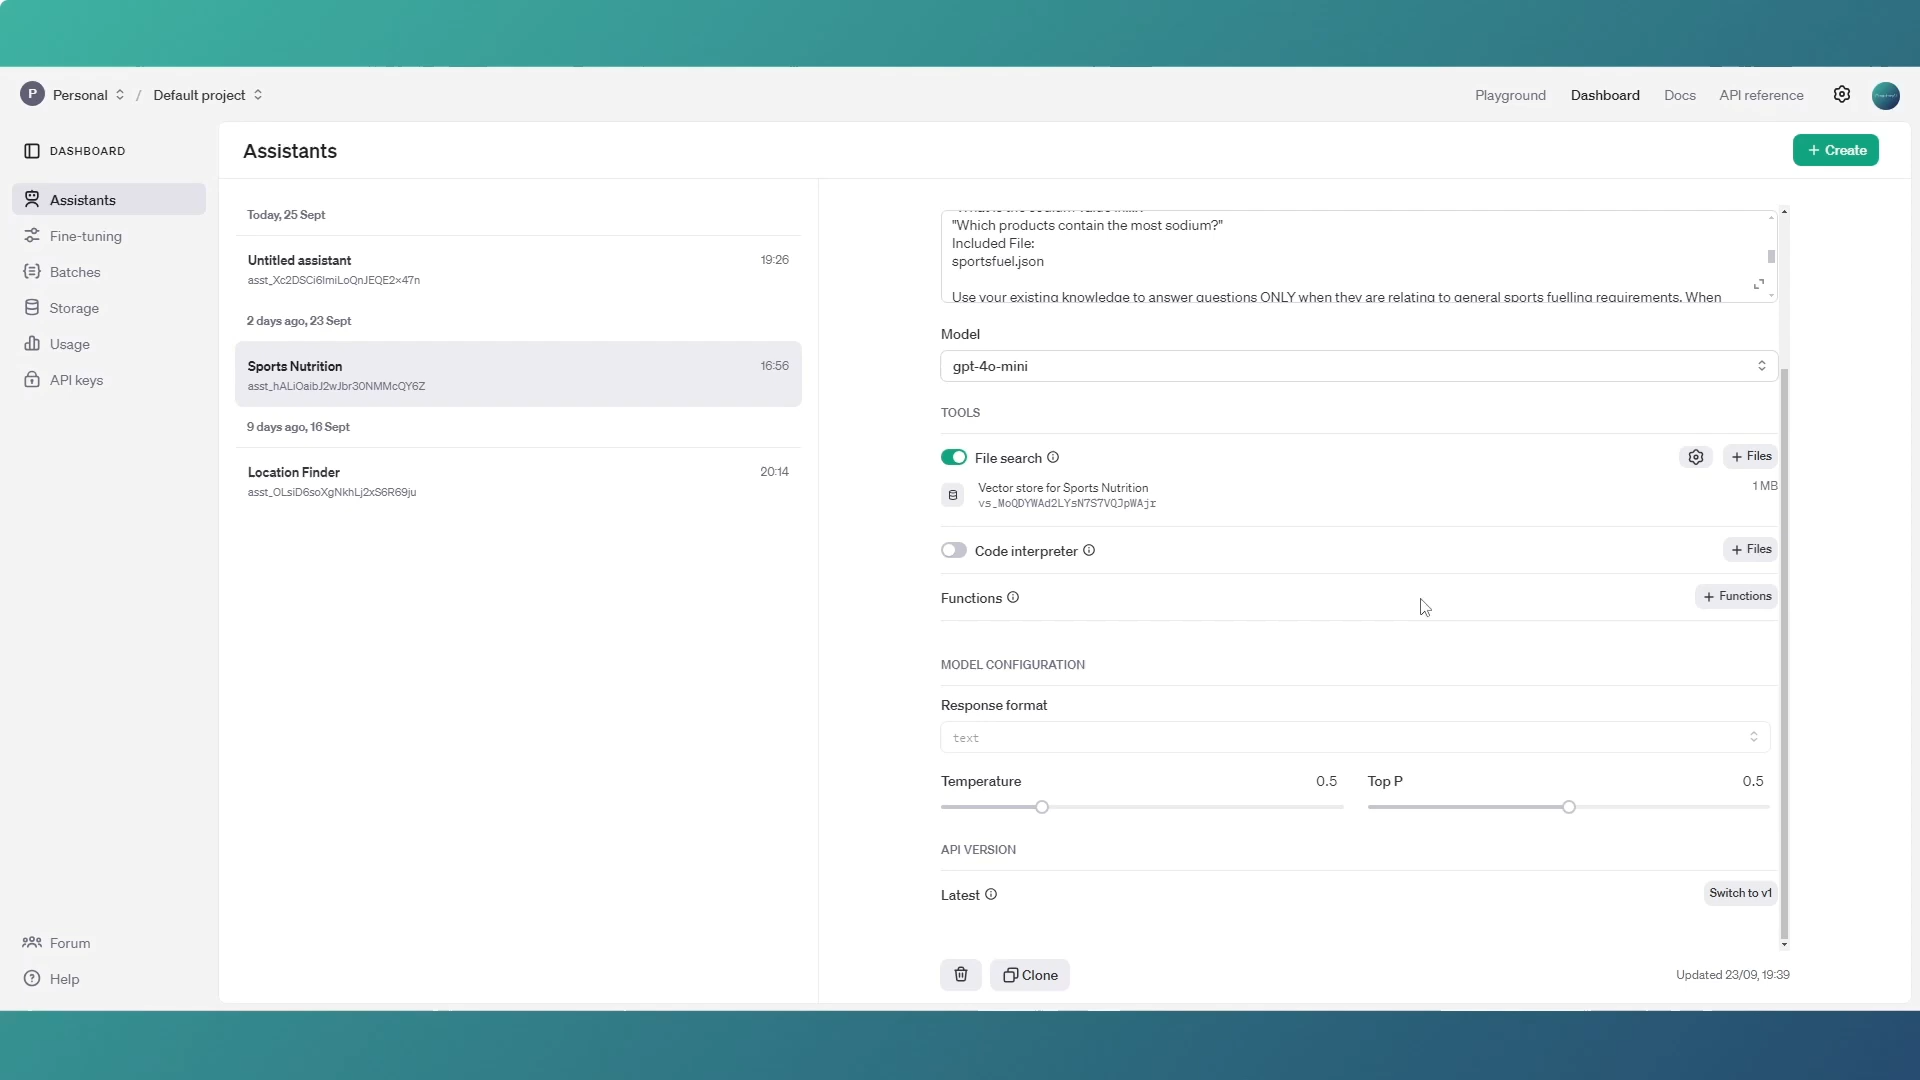 P Personal / Default project
Playground
Dashboard
Docs
API reference
DASHBOARD
Assistants
Fine-tuning
Batches
Storage
Usage
API keys
Forum
Help
Assistants
+ Create
Today, 25 Sept
Untitled assistant 19:26
asst_Xc2DSCi6lmiLoQnJEQE2x47n
2 days ago, 23 Sept
Sports Nutrition 16:56
asst_hALiOaibJ2wJbr30NMMcQY6Z
9 days ago, 16 Sept
Location Finder 20:14
asst_OLsiD6soXgNkhLj2xS6R69ju
"Which products contain the most sodium?"
Included File:
sportsfuel.json
Use your existing knowledge to answer questions ONLY when they are relating to general sports fuelling requirements. When
Model
gpt-4o-mini
TOOLS
File search
+ Files
Vector store for Sports Nutrition 1 MB
vs_MoQDYWAd2LYsN7S7VQJpWAjr
Code interpreter
+ Files
Functions
+ Functions
MODEL CONFIGURATION
Response format
text
Temperature 0.5
Top P 0.5
API VERSION
Latest
Switch to v1
Clone
Updated 23/09, 19:39